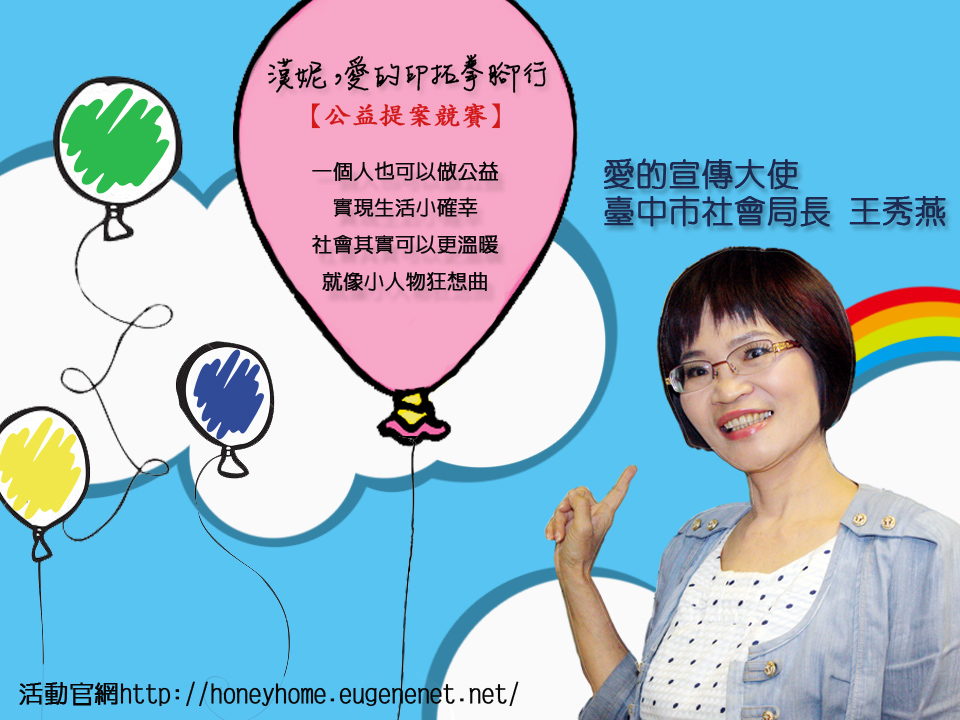 漢妮,愛的印拓拳腳行
【公益提案競賽】
一個人也可以做公益
實現生活小確幸
社會其實可以更溫暖
就像小人物狂想曲
愛的宣傳大使
臺中市社會局長 王秀燕
活動官網http://honeyhome.eugenenet.net/